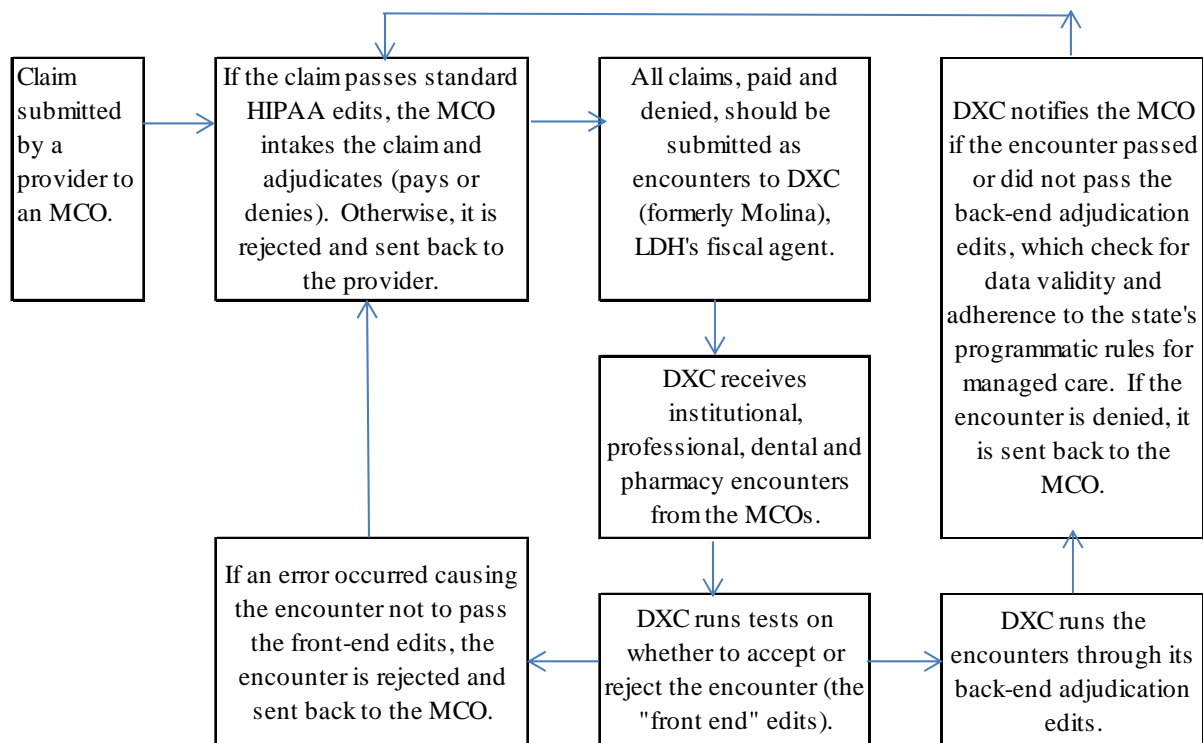 Claim
submitted
by a
provider to
an MCO.
If the claim passes standard
HIPAA edits, the MCO
intakes the claim and
adjudicates (pays or
denies). Otherwise, it is
rejected and sent back to
the provider.
All claims, paid and
denied, should be
submitted as
encounters to DXC
(formerly Molina),
LDH's fiscal agent.
DXC receives
institutional,
professional, dental and
pharmacy encounters
from the MCOs.
DXC runs tests on
whether to accept or
reject the encounter (the
"front end" edits).
If an error occurred causing
the encounter not to pass
the front-end edits, the
encounter is rejected and
sent back to the MCO.
DXC runs the
encounters through its
back-end adjudication
edits.
DXC notifies the MCO
if the encounter passed
or did not pass the
back-end adjudication
edits, which check for
data validity and
adherence to the state's
programmatic rules for
managed care. If the
encounter is denied, it
is sent back to the
MCO.